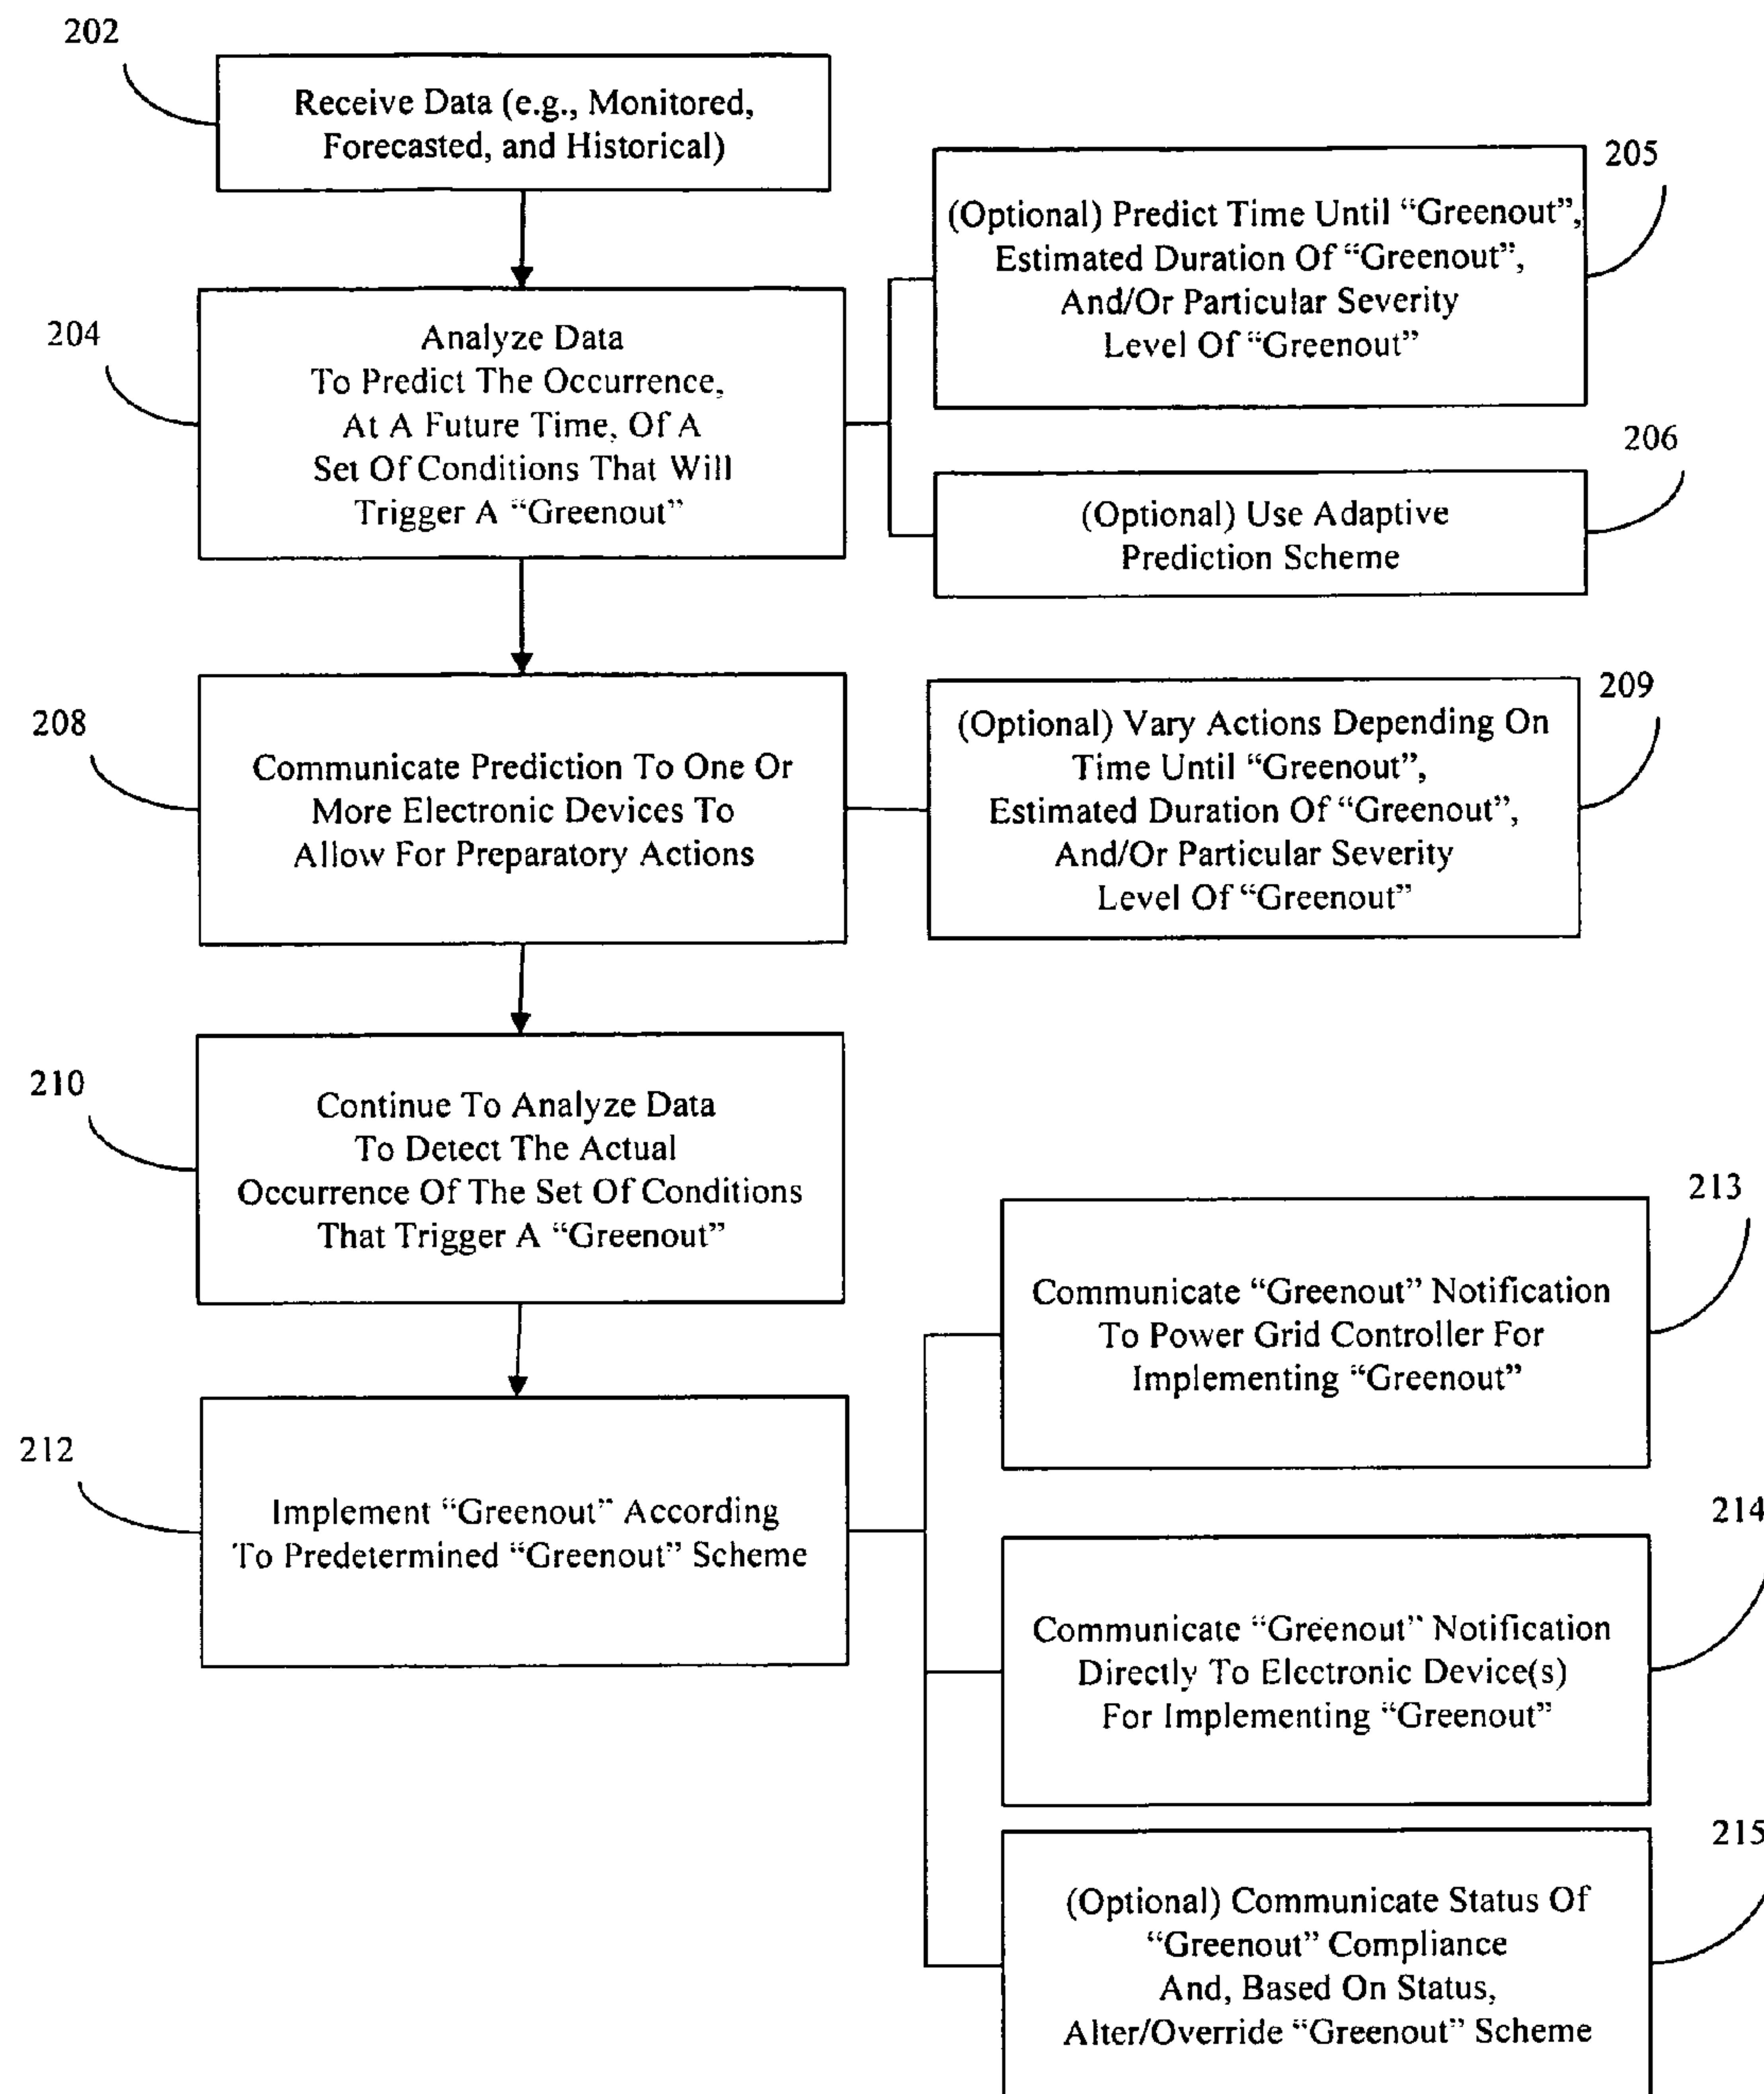 202
Receive Data (e.g., Monitored,
Forecasted, and Historical)
205
(Optional) Predict Time Until “Greenout”,
Estimated Duration Of “Greenout”,
And/Or Particular Severity
Level Of “Greenout”
204
Analyze Data
To Predict The Occurrence,
At A Future Time, Of A
Set Of Conditions That Will
Trigger A “Greenout”
206
(Optional) Use Adaptive
Prediction Scheme
208
Communicate Prediction To One Or
More Electronic Devices To
Allow For Preparatory Actions
209
(Optional) Vary Actions Depending On
Time Until “Greenout”,
Estimated Duration Of “Greenout”,
And/Or Particular Severity
Level Of “Greenout”
210
Continue To Analyze Data
To Detect The Actual
Occurrence Of The Set Of Conditions
That Trigger A “Greenout”
213
Communicate “Greenout” Notification
To Power Grid Controller For
Implementing “Greenout”
212
Implement “Greenout” According
To Predetermined “Greenout” Scheme
214
Communicate “Greenout” Notification
Directly To Electronic Device(s)
For Implementing “Greenout”
215
(Optional) Communicate Status Of
“Greenout” Compliance
And, Based On Status,
Alter/Override “Greenout” Scheme